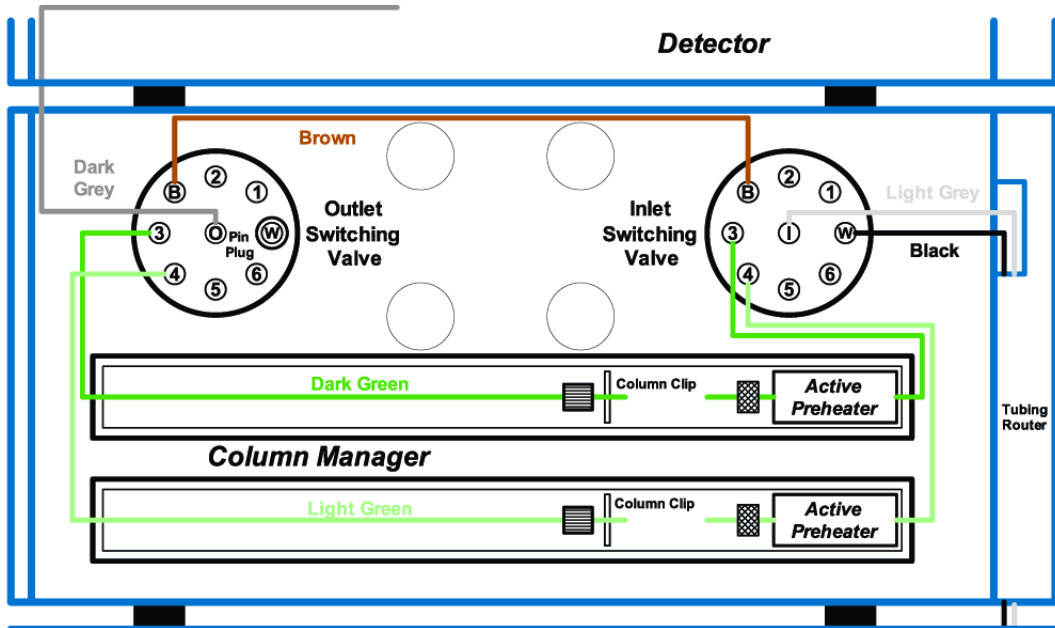 Detector
Brown
Dark
Grey
B
2
1
3
O
Pin
Plug
W
4
5
6
Outlet
Switching
Valve
Inlet
Switching
Valve
B
2
1
3
I
W
4
5
6
Light Grey
Black
Dark Green
Column Clip
Active
Preheater
Tubing
Router
Column Manager
Light Green
Column Clip
Active
Preheater